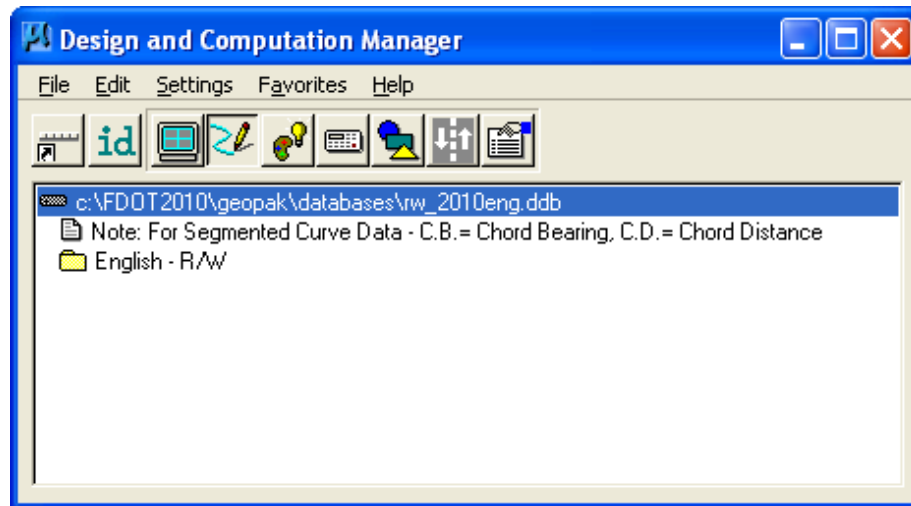 Design and Computation Manager
File Edit Settings Favorites Help
id
c:\FDOT2010\geopak\databases\rw_2010eng.ddb
Note: For Segmented Curve Data - C.B.= Chord Bearing, C.D.= Chord Distance
English - R/W